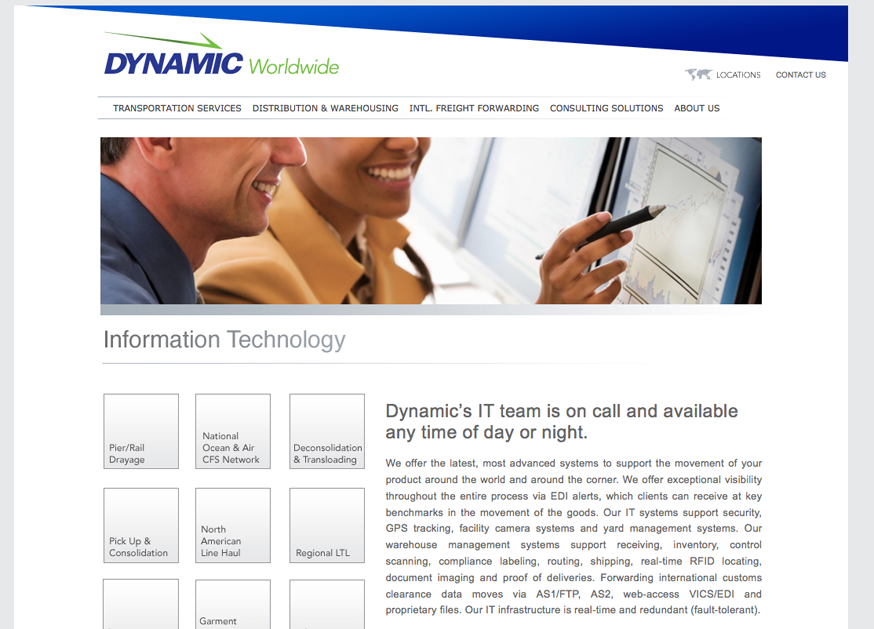 DYNAMIC Worldwide
LOCATIONS CONTACT US
TRANSPORTATION SERVICES DISTRIBUTION & WAREHOUSING INTL. FREIGHT FORWARDING CONSULTING SOLUTIONS ABOUT US
Information Technology
Pier/Rail
Drayage
National
Ocean & Air
CFS Network
Deconsolidation
& Transloading
Pick Up &
Consolidation
North
American
Line Haul
Regional LTL
Garment
Dynamic's IT team is on call and available
any time of day or night.
We offer the latest, most advanced systems to support the movement of your
product around the world and around the corner. We offer exceptional visibility
throughout the entire process via EDI alerts, which clients can receive at key
benchmarks in the movement of the goods. Our IT systems support security,
GPS tracking, facility camera systems and yard management systems. Our
warehouse management systems support receiving, inventory, control
scanning, compliance labeling, routing, shipping, real-time RFID locating,
document imaging and proof of deliveries. Forwarding international customs
clearance data moves via AS1/FTP, AS2, web-access VICS/EDI and
proprietary files. Our IT infrastructure is real-time and redundant (fault-tolerant).